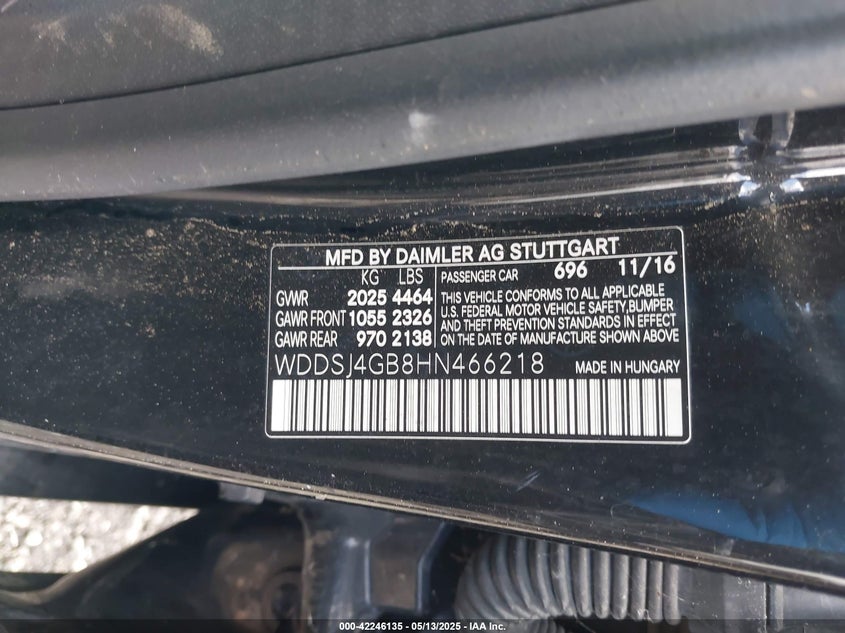 MFD BY DAIMLER AG STUTTGART
KG LBS
GVWR 2025 4464
GAWR FRONT 1055 2326
GAWR REAR 970 2138
PASSENGER CAR 696 11/16
THIS VEHICLE CONFORMS TO ALL APPLICABLE
U.S. FEDERAL MOTOR VEHICLE SAFETY,BUMPER
AND THEFT PREVENTION STANDARDS IN EFFECT
ON THE DATE OF MANUFACTURE SHOWN ABOVE
WDDSJ4GB8HN466218 MADE IN HUNGARY
000-42246135 - 05/13/2025 - IAA, Inc.